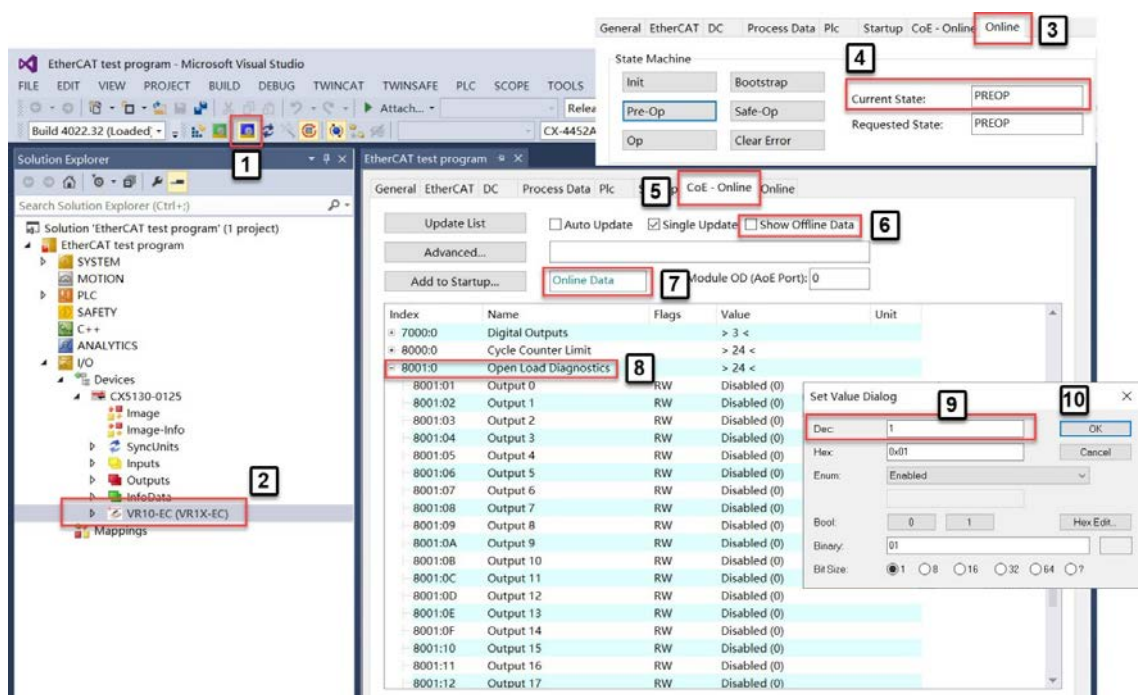 General EtherCAT DC Process Data Plc Startup CoE - Online Online
3
State Machine
4
Init Bootstrap
Current State: PREOP
Pre-Op Safe-Op
Requested State: PREOP
Op Clear Error
EtherCAT test program - Microsoft Visual Studio
FILE EDIT VIEW PROJECT BUILD DEBUG TWINCAT TWINSAFE PLC SCOPE TOOLS
Attach...
Build 4022.32 (Loaded
1
Solution Explorer
Search Solution Explorer (Ctrl+;)
Solution 'EtherCAT test program' (1 project)
EtherCAT test program
SYSTEM
MOTION
PLC
SAFETY
C++
ANALYTICS
I/O
Devices
CX5130-0125
Image
Image-Info
SyncUnits
Inputs
Outputs
InfoData
2
VR10-EC (VR1X-EC)
Mappings
EtherCAT test program
General EtherCAT DC Process Data Plc CoE - Online Online
5
Update List Auto Update Single Update Show Offline Data
6
Advanced...
Add to Startup... Online Data
7
Module OD (AoE Port): 0
Index Name Flags Value Unit
7000:0 Digital Outputs > 3 <
8000:0 Cycle Counter Limit > 24 <
8001:0 Open Load Diagnostics > 24 <
8
8001:01 Output 0 RW Disabled (0)
8001:02 Output 1 RW Disabled (0)
8001:03 Output 2 RW Disabled (0)
8001:04 Output 3 RW Disabled (0)
8001:05 Output 4 RW Disabled (0)
8001:06 Output 5 RW Disabled (0)
8001:07 Output 6 RW Disabled (0)
8001:08 Output 7 RW Disabled (0)
8001:09 Output 8 RW Disabled (0)
8001:0A Output 9 RW Disabled (0)
8001:0B Output 10 RW Disabled (0)
8001:0C Output 11 RW Disabled (0)
8001:0D Output 12 RW Disabled (0)
8001:0E Output 13 RW Disabled (0)
8001:0F Output 14 RW Disabled (0)
8001:10 Output 15 RW Disabled (0)
8001:11 Output 16 RW Disabled (0)
8001:12 Output 17 RW Disabled (0)
Set Value Dialog
9
10
Dec: 1 OK
Hex: 0x01 Cancel
Enum: Enabled
Bool: 0 1 Hex Edit...
Binary: 01
Bit Size: 1 8 16 32 64 ?